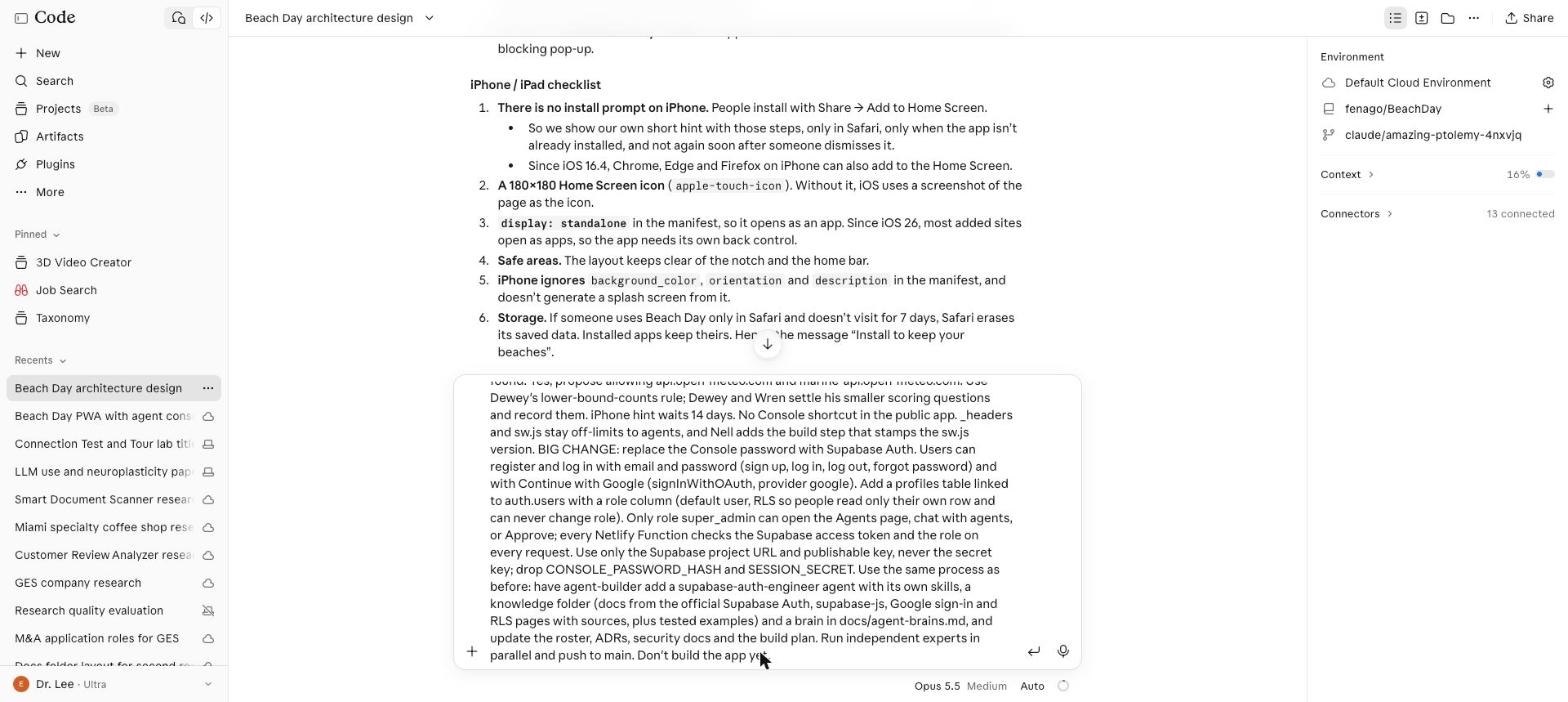 Code
New
Search
Projects Beta
Artifacts
Plugins
More
Pinned
3D Video Creator
Job Search
Taxonomy
Recents
Beach Day architecture design
Beach Day PWA with agent cons
Connection Test and Tour lab titl
LLM use and neuroplasticity pap
Smart Document Scanner resear
Miami specialty coffee shop rese
Customer Review Analyzer resea
GES company research
Research quality evaluation
M&A application roles for GES
Docs folder layout for second r
E Dr. Lee · Ultra
Beach Day architecture design
Share
blocking pop-up.
iPhone / iPad checklist
1. There is no install prompt on iPhone. People install with Share → Add to Home Screen.
• So we show our own short hint with those steps, only in Safari, only when the app isn't
already installed, and not again soon after someone dismisses it.
• Since iOS 16.4, Chrome, Edge and Firefox on iPhone can also add to the Home Screen.
2. A 180×180 Home Screen icon ( apple-touch-icon ). Without it, iOS uses a screenshot of the
page as the icon.
3. display: standalone in the manifest, so it opens as an app. Since iOS 26, most added sites
open as apps, so the app needs its own back control.
4. Safe areas. The layout keeps clear of the notch and the home bar.
5. iPhone ignores background_color , orientation and description in the manifest, and
doesn't generate a splash screen from it.
6. Storage. If someone uses Beach Day only in Safari and doesn't visit for 7 days, Safari erases
its saved data. Installed apps keep theirs. the message "Install to keep your
beaches".
found. Yes, propose allowing api.open-meteo.com and marine-api.open-meteo.com. Use
Dewey's lower-bound-counts rule; Dewey and Wren settle his smaller scoring questions
and record them. iPhone hint waits 14 days. No Console shortcut in the public app. _headers
and sw.js stay off-limits to agents, and Nell adds the build step that stamps the sw.js
version. BIG CHANGE: replace the Console password with Supabase Auth. Users can
register and log in with email and password (sign up, log in, log out, forgot password) and
with Continue with Google (signInWithOAuth, provider google). Add a profiles table linked
to auth.users with a role column (default user, RLS so people read only their own row and
can never change role). Only role super_admin can open the Agents page, chat with agents,
or Approve; every Netlify Function checks the Supabase access token and the role on
every request. Use only the Supabase project URL and publishable key, never the secret
key; drop CONSOLE_PASSWORD_HASH and SESSION_SECRET. Use the same process as
before: have agent-builder add a supabase-auth-engineer agent with its own skills, a
knowledge folder (docs from the official Supabase Auth, supabase-js, Google sign-in and
RLS pages with sources, plus tested examples) and a brain in docs/agent-brains.md, and
update the roster, ADRs, security docs and the build plan. Run independent experts in
parallel and push to main. Don't build the app
Opus 5.5 Medium Auto
Environment
Default Cloud Environment
fenago/BeachDay
claude/amazing-ptolemy-4nxvjq
Context 16%
Connectors 13 connected